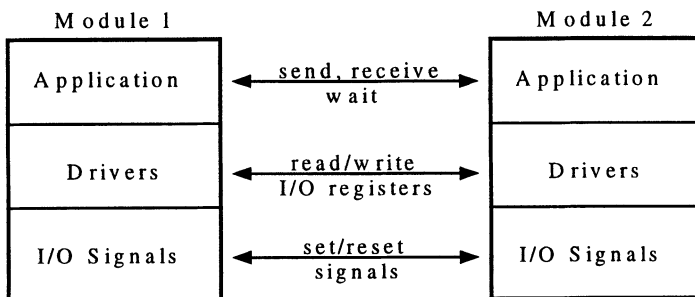 Module 1
Module 2
Application
send, receive
wait
Application
Drivers
read/write
I/O registers
Drivers
I/O Signals
set/reset
signals
I/O Signals